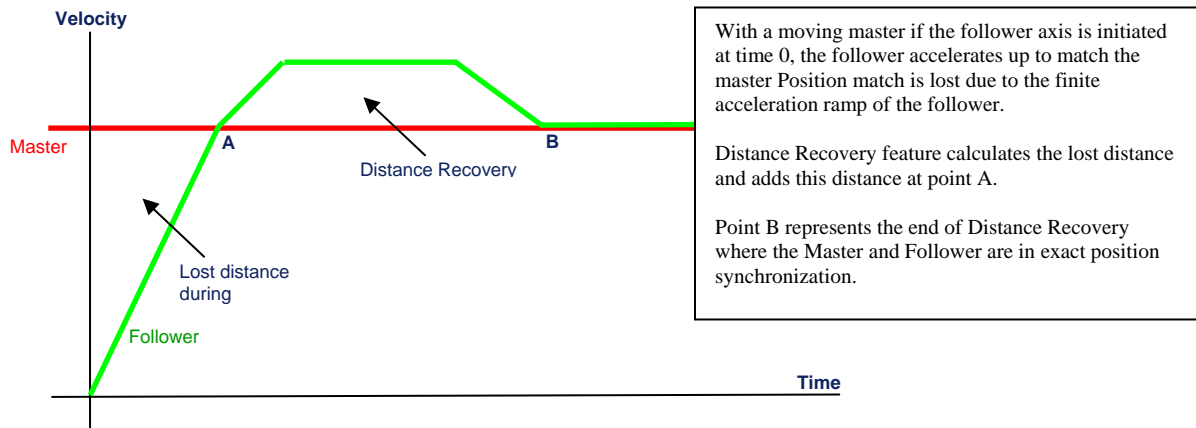 Velocity
Master
A
B
Distance Recovery
Lost distance
during
Follower
Time
With a moving master if the follower axis is initiated
at time 0, the follower accelerates up to match the
master Position match is lost due to the finite
acceleration ramp of the follower.
Distance Recovery feature calculates the lost distance
and adds this distance at point A.
Point B represents the end of Distance Recovery
where the Master and Follower are in exact position
synchronization.